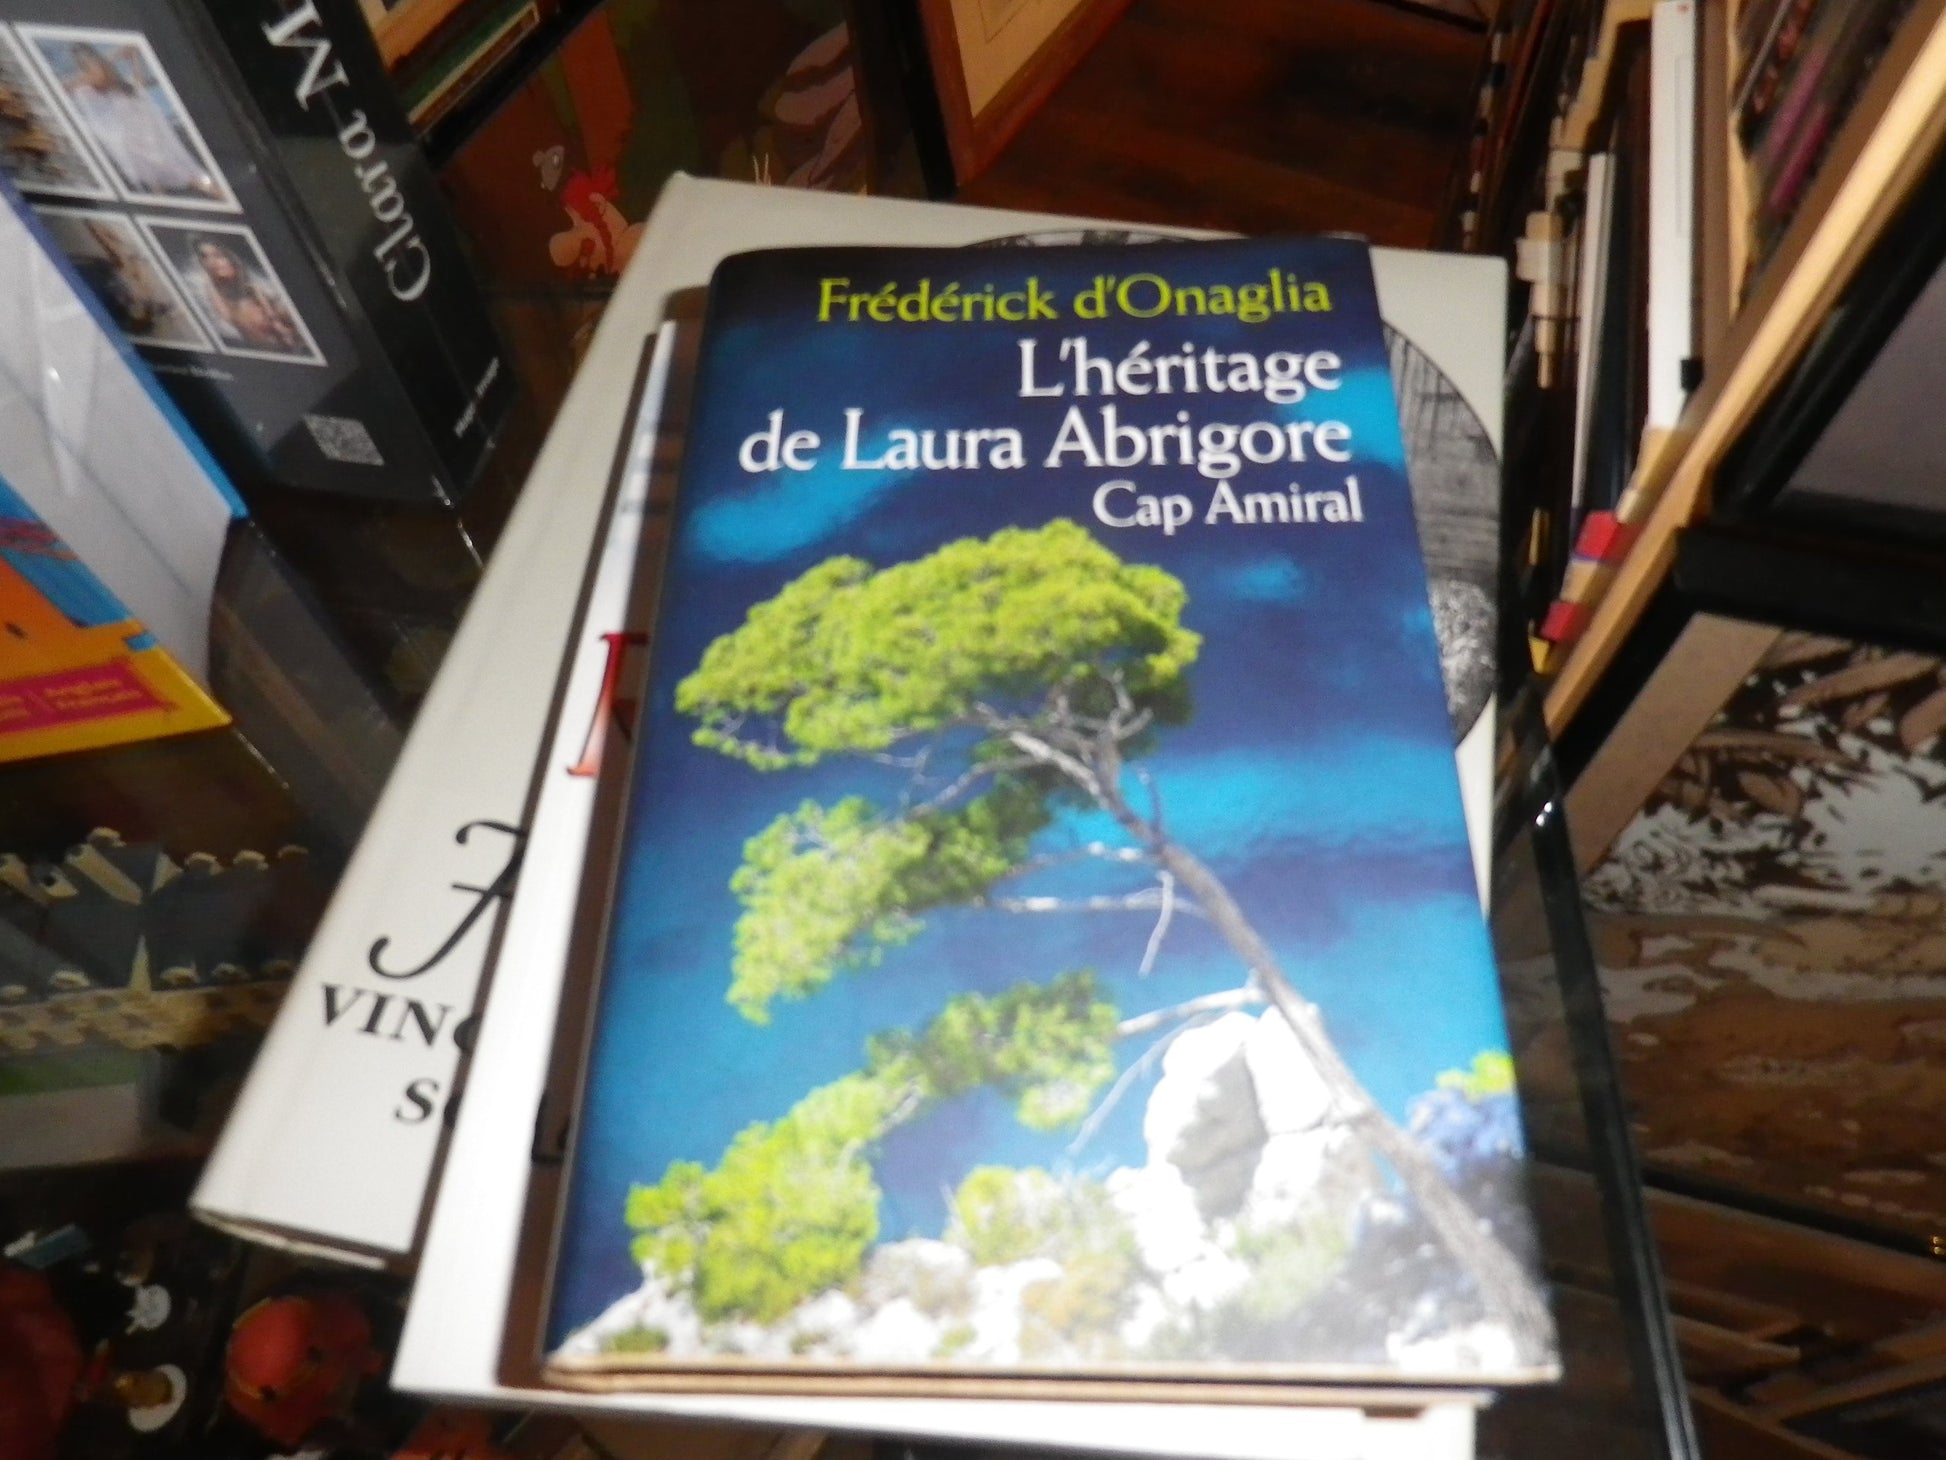 Frédérick d'Onaglia
L'héritage
de Laura Abrigore
Cap Amiral
Clara M
VIN